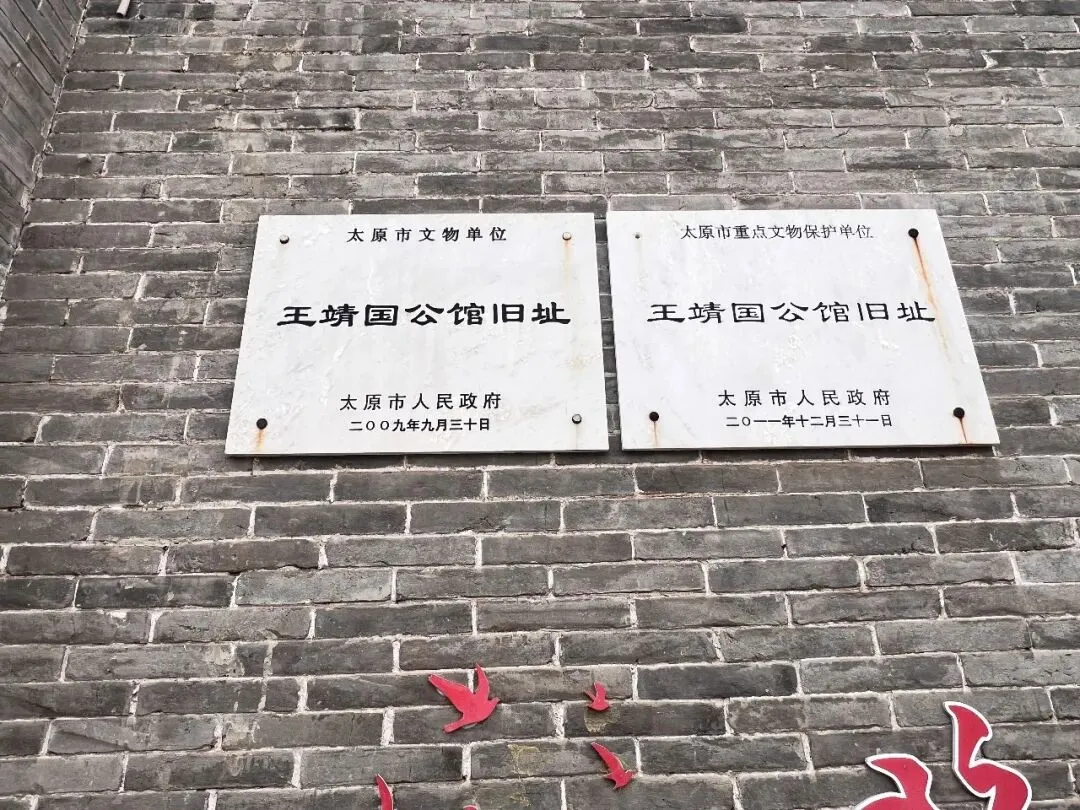 太原市文物单位
王靖国公馆旧址
太原市人民政府
二〇〇九年九月三十日
太原市重点文物保护单位
王靖国公馆旧址
太原市人民政府
二〇一一年十二月三十一日